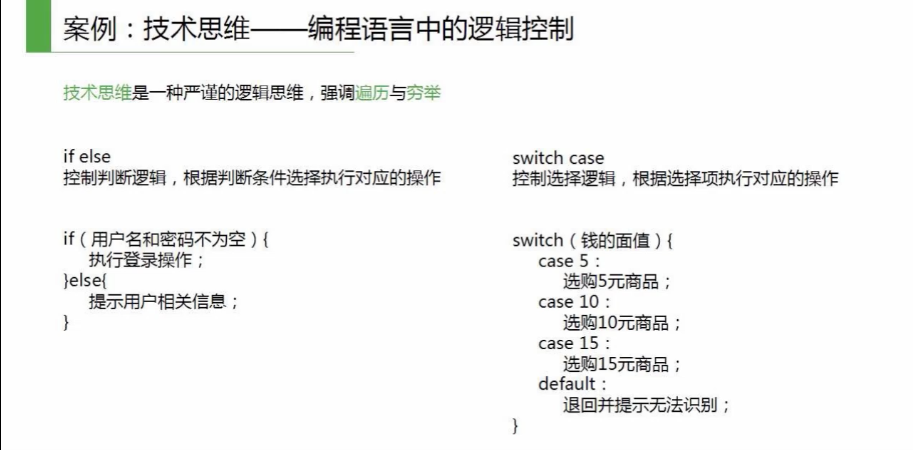 案例：技术思维——编程语言中的逻辑控制
技术思维是一种严谨的逻辑思维，强调遍历与穷举
if else
控制判断逻辑，根据判断条件选择执行对应的操作
if（用户名和密码不为空）{
执行登录操作；
}else{
提示用户相关信息；
}
switch case
控制选择逻辑，根据选择项执行对应的操作
switch（钱的面值）{
case 5：
选购5元商品；
case 10：
选购10元商品；
case 15：
选购15元商品；
default：
退回并提示无法识别；
}